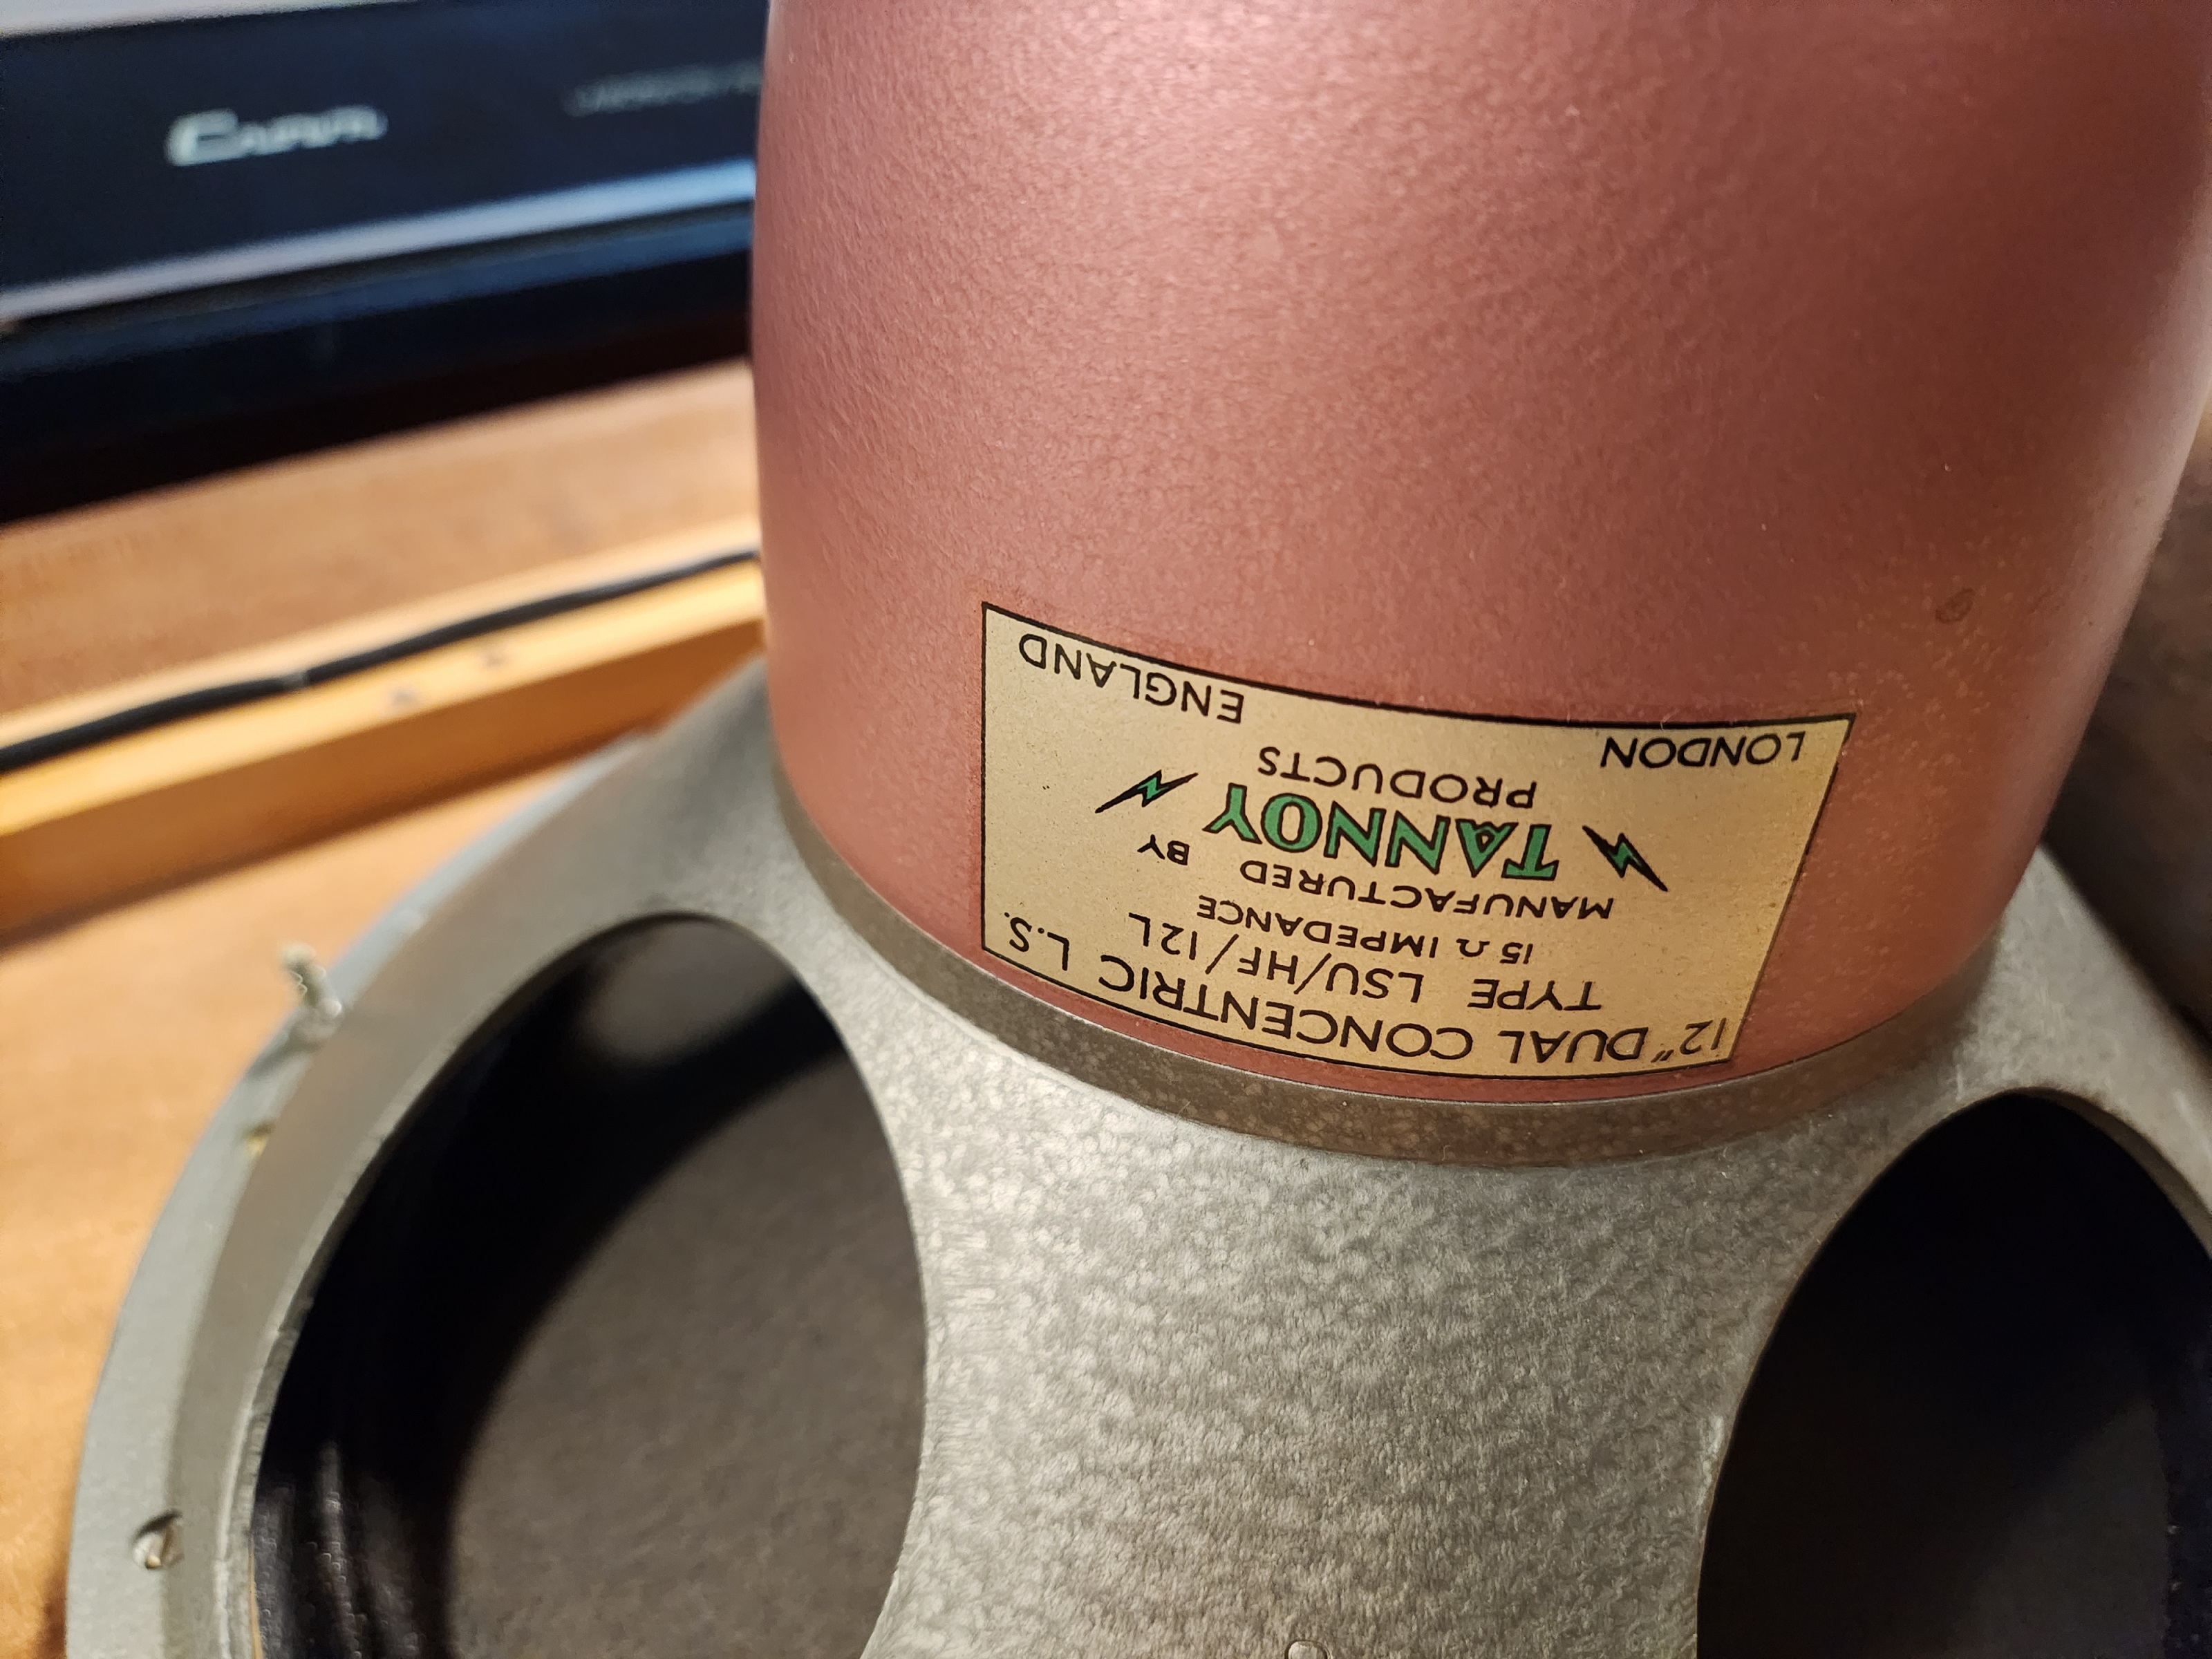 12" DUAL CONCENTRIC L.S.
TYPE LSU/HF/12L
15 Ω IMPEDANCE
MANUFACTURED BY
TANNOY
PRODUCTS
LONDON ENGLAND